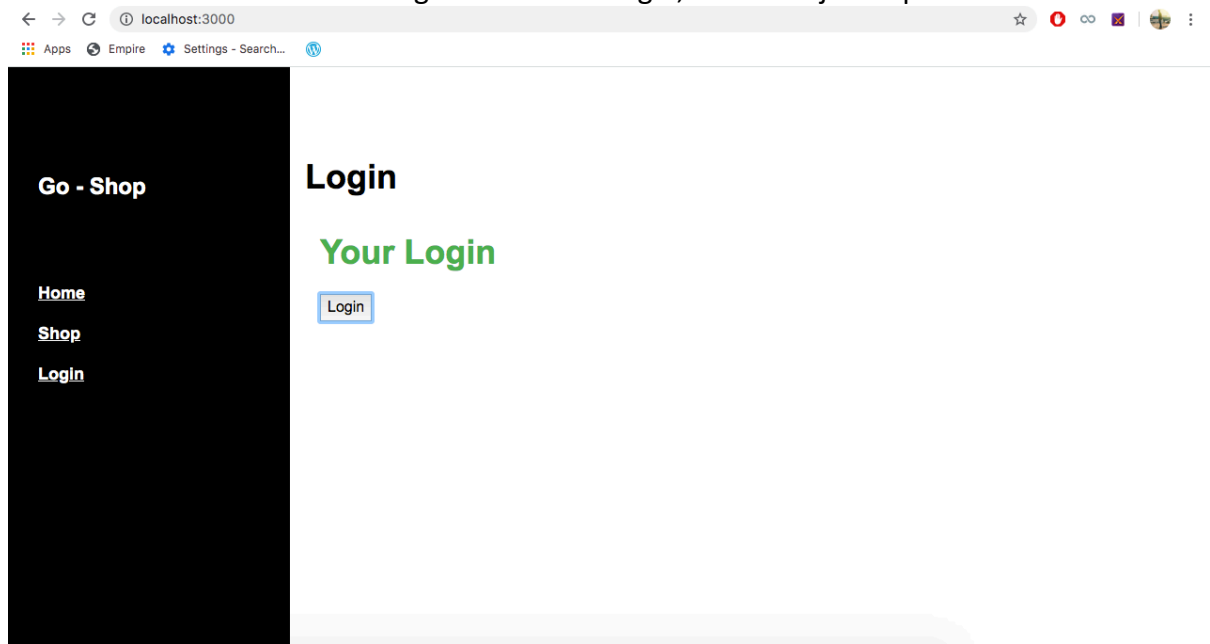 localhost:3000
Apps Empire Settings - Search...
Go - Shop
Home
Shop
Login
Login
Your Login
Login